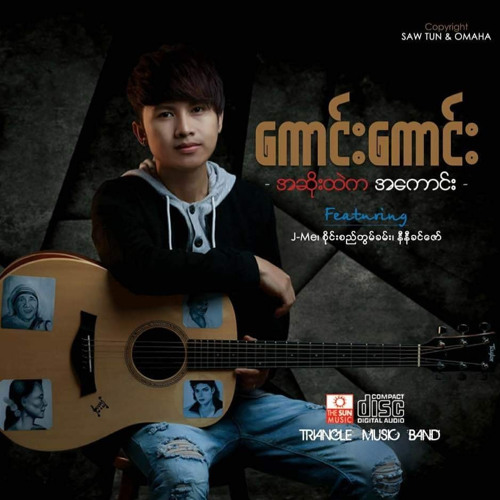 Copyright
SAW TUN & OMAHA
ကောင်းကောင်း
- အဆိုးထဲက အကောင်း -
Featuring
J-Me၊ စိုင်းစည်တွမ်ခမ်း၊ နီနီခင်ဇော်
THE SUN
MUSIC
COMPACT
disc
DIGITAL AUDIO
TRIANGLE MUSIC BAND